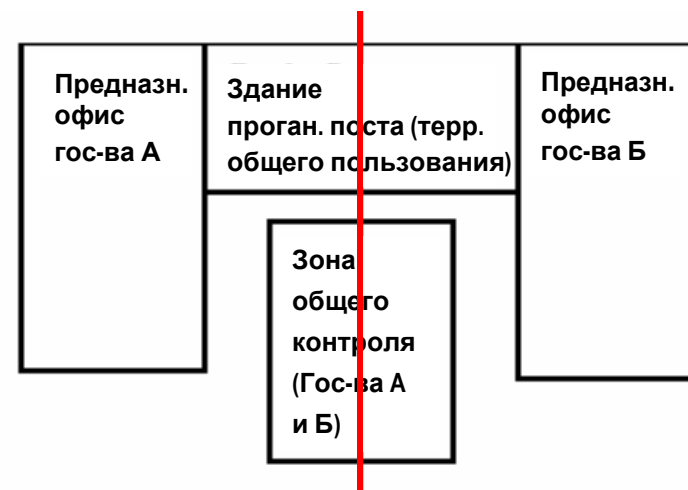 Предназн.
офис
гос-ва А
Здание
проган. поста (терр.
общего пользования)
Предназн.
офис
гос-ва Б
Зона
общего
контроля
(Гос-ва А
и Б)